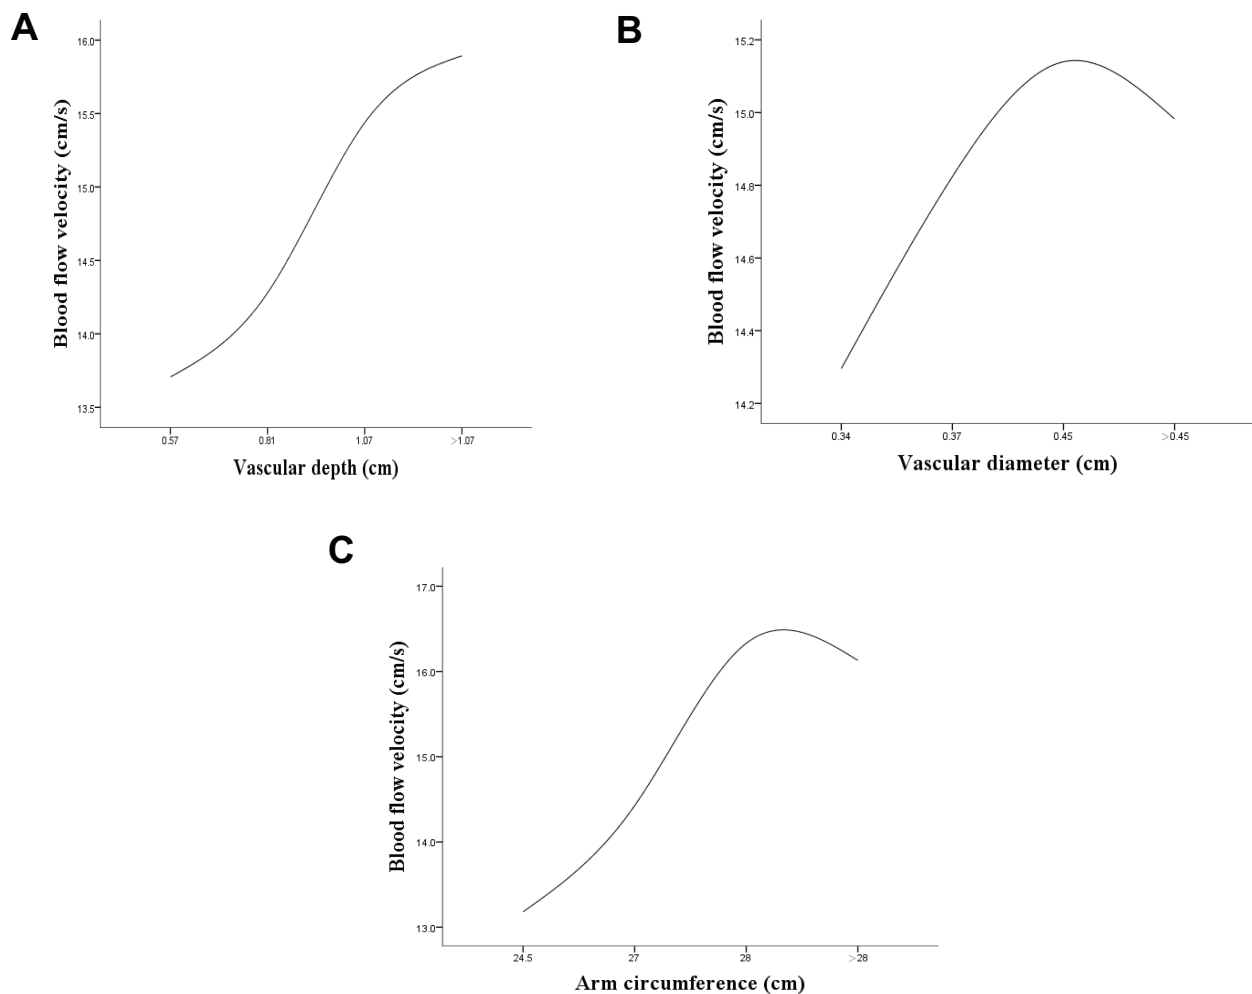 A
Blood flow velocity (cm/s)
16.0
15.5
15.0
14.5
14.0
13.5
0.57 0.81 1.07 >1.07
Vascular depth (cm)
B
Blood flow velocity (cm/s)
15.2
15.0
14.8
14.6
14.4
14.2
0.34 0.37 0.45 >0.45
Vascular diameter (cm)
C
Blood flow velocity (cm/s)
17.0
16.0
15.0
14.0
13.0
24.5 27 28 >28
Arm circumference (cm)